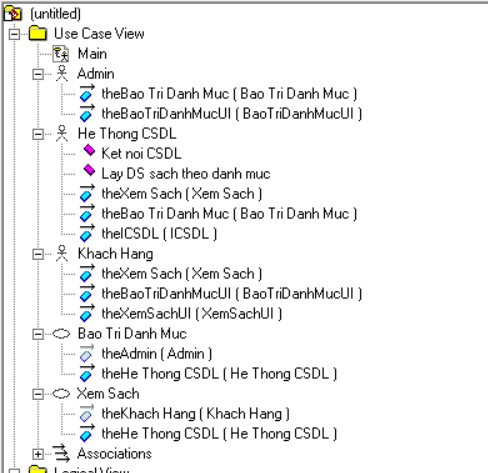 (untitled)
Use Case View
Main
Admin
theBao Tri Danh Muc ( Bao Tri Danh Muc )
theBaoTriDanhMucUI ( BaoTriDanhMucUI )
He Thong CSDL
Ket noi CSDL
Lay DS sach theo danh muc
theXem Sach ( Xem Sach )
theBao Tri Danh Muc ( Bao Tri Danh Muc )
theICSDL ( ICSDL )
Khach Hang
theXem Sach ( Xem Sach )
theBaoTriDanhMucUI ( BaoTriDanhMucUI )
theXemSachUI ( XemSachUI )
Bao Tri Danh Muc
theAdmin ( Admin )
theHe Thong CSDL ( He Thong CSDL )
Xem Sach
theKhach Hang ( Khach Hang )
theHe Thong CSDL ( He Thong CSDL )
Associations
Logical View